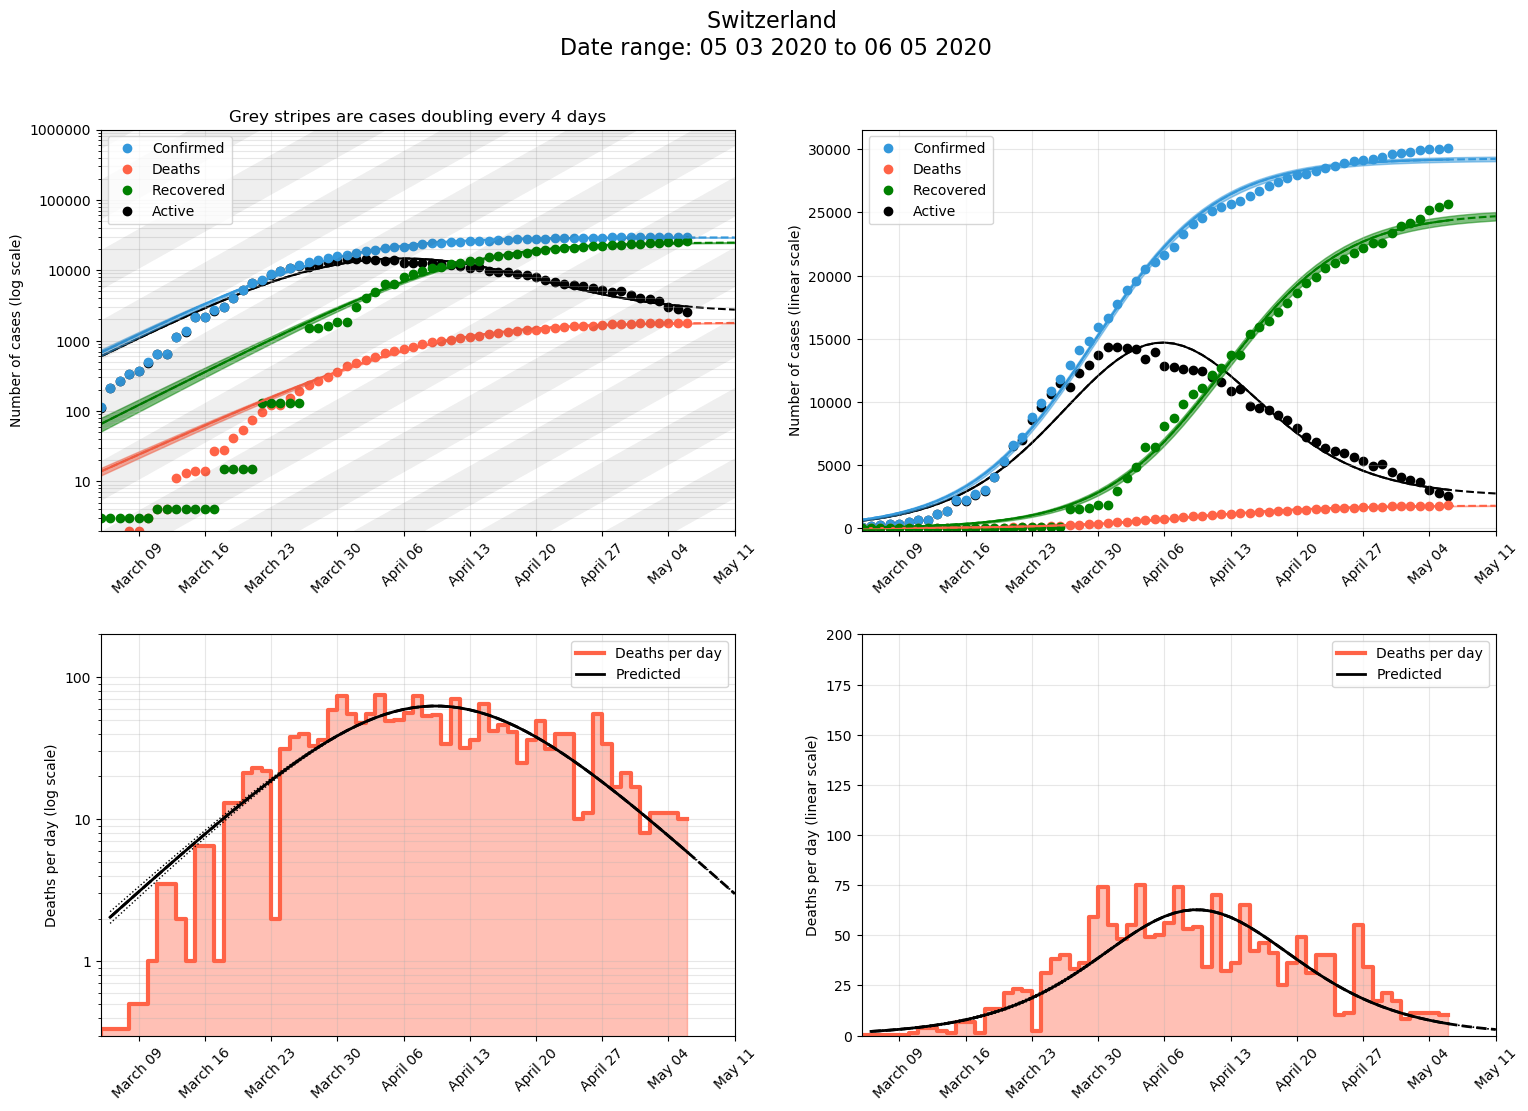 Switzerland
Date range: 05 03 2020 to 06 05 2020
Grey stripes are cases doubling every 4 days
Number of cases (log scale)
1000000
100000
10000
1000
100
10
Confirmed
Deaths
Recovered
Active
March 09
March 16
March 23
March 30
April 06
April 13
April 20
April 27
May 04
May 11
Number of cases (linear scale)
30000
25000
20000
15000
10000
5000
0
Confirmed
Deaths
Recovered
Active
March 09
March 16
March 23
March 30
April 06
April 13
April 20
April 27
May 04
May 11
Deaths per day (log scale)
100
10
1
Deaths per day
Predicted
March 09
March 16
March 23
March 30
April 06
April 13
April 20
April 27
May 04
May 11
Deaths per day (linear scale)
200
175
150
125
100
75
50
25
0
Deaths per day
Predicted
March 09
March 16
March 23
March 30
April 06
April 13
April 20
April 27
May 04
May 11